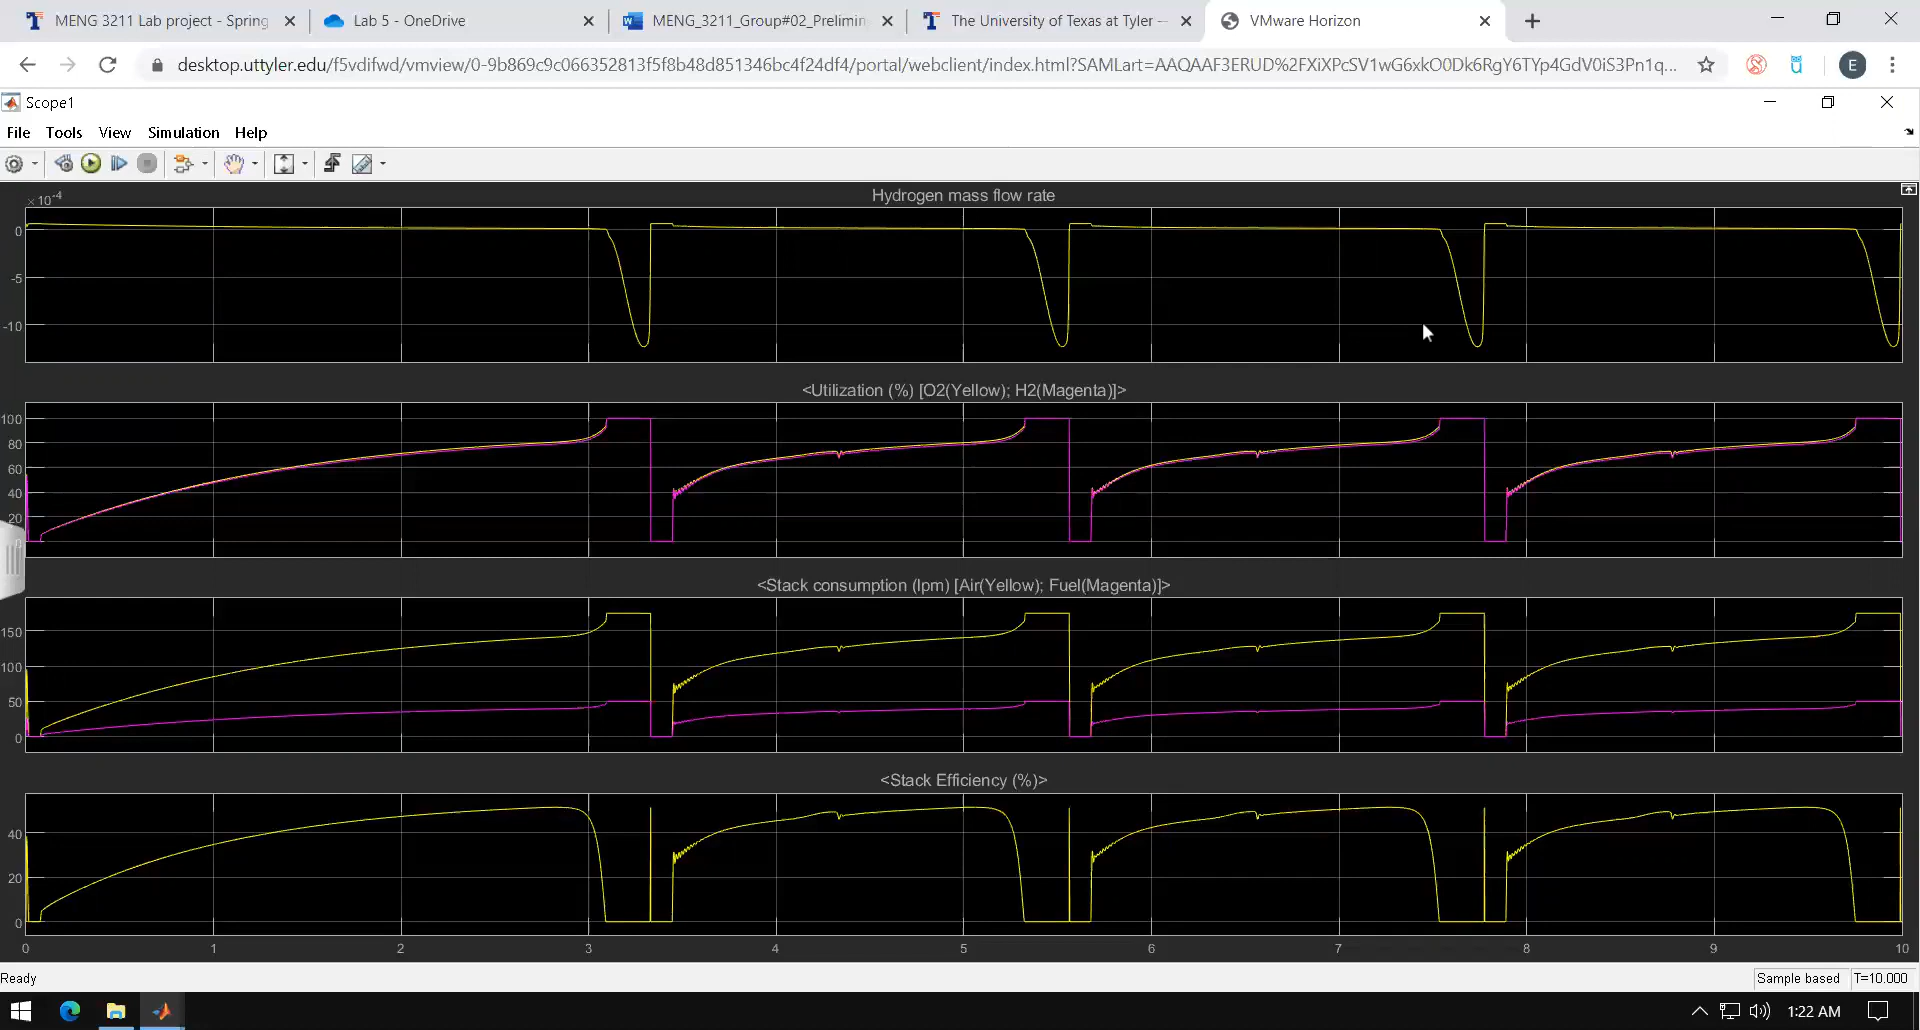 MENG 3211 Lab project - Spring
Lab 5 - OneDrive
MENG_3211_Group#02_Prelimin
The University of Texas at Tyler –
VMware Horizon
desktop.uttyler.edu/f5vdifwd/vmview/0-9b869c9c066352813f5f8b48d851346bc4f24df4/portal/webclient/index.html?SAMLart=AAQAAF3ERUD%2FXiXPcSV1wG6xkO0Dk6RgY6TYp4GdV0iS3Pn1q...
E
Scope1
File Tools View Simulation Help
×10^-4
Hydrogen mass flow rate
0
-5
-10
<Utilization (%) [O2(Yellow); H2(Magenta)]>
100
80
60
40
20
<Stack consumption (lpm) [Air(Yellow); Fuel(Magenta)]>
150
100
50
0
<Stack Efficiency (%)>
40
20
0
0 1 2 3 4 5 6 7 8 9 10
Ready
Sample based T=10.000
1:22 AM